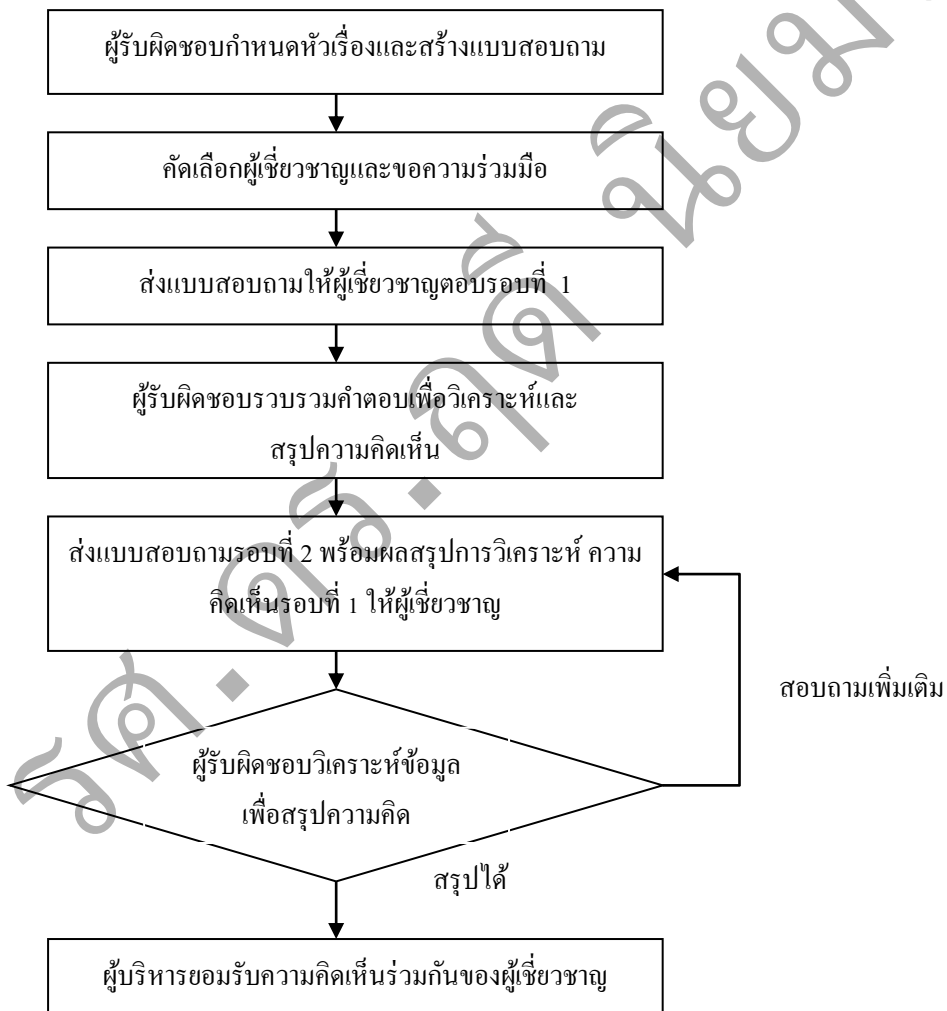 ผู้รับผิดชอบกำหนดหัวเรื่องและสร้างแบบสอบถาม
คัดเลือกผู้เชี่ยวชาญและขอความร่วมมือ
ส่งแบบสอบถามให้ผู้เชี่ยวชาญตอบรอบที่ 1
ผู้รับผิดชอบรวบรวมคำตอบเพื่อวิเคราะห์และ
สรุปความคิดเห็น
ส่งแบบสอบถามรอบที่ 2 พร้อมผลสรุปการวิเคราะห์ ความ
คิดเห็นรอบที่ 1 ให้ผู้เชี่ยวชาญ
สอบถามเพิ่มเติม
ผู้รับผิดชอบวิเคราะห์ข้อมูล
เพื่อสรุปความคิด
สรุปได้
ผู้บริหารยอมรับความคิดเห็นร่วมกันของผู้เชี่ยวชาญ
รศ.ดร.ฤดี